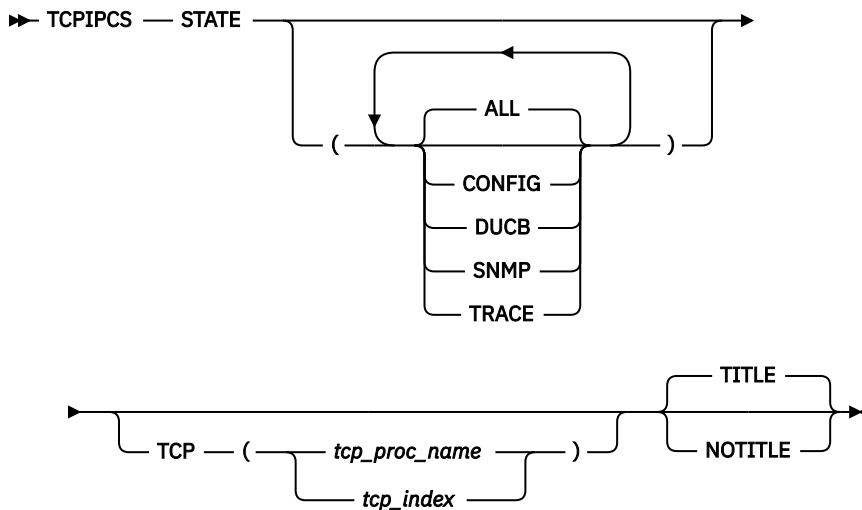 TCPIPCS STATE
ALL
( )
CONFIG
DUCB
SNMP
TRACE
TITLE
TCP ( tcp_proc_name ) NOTITLE
tcp_index